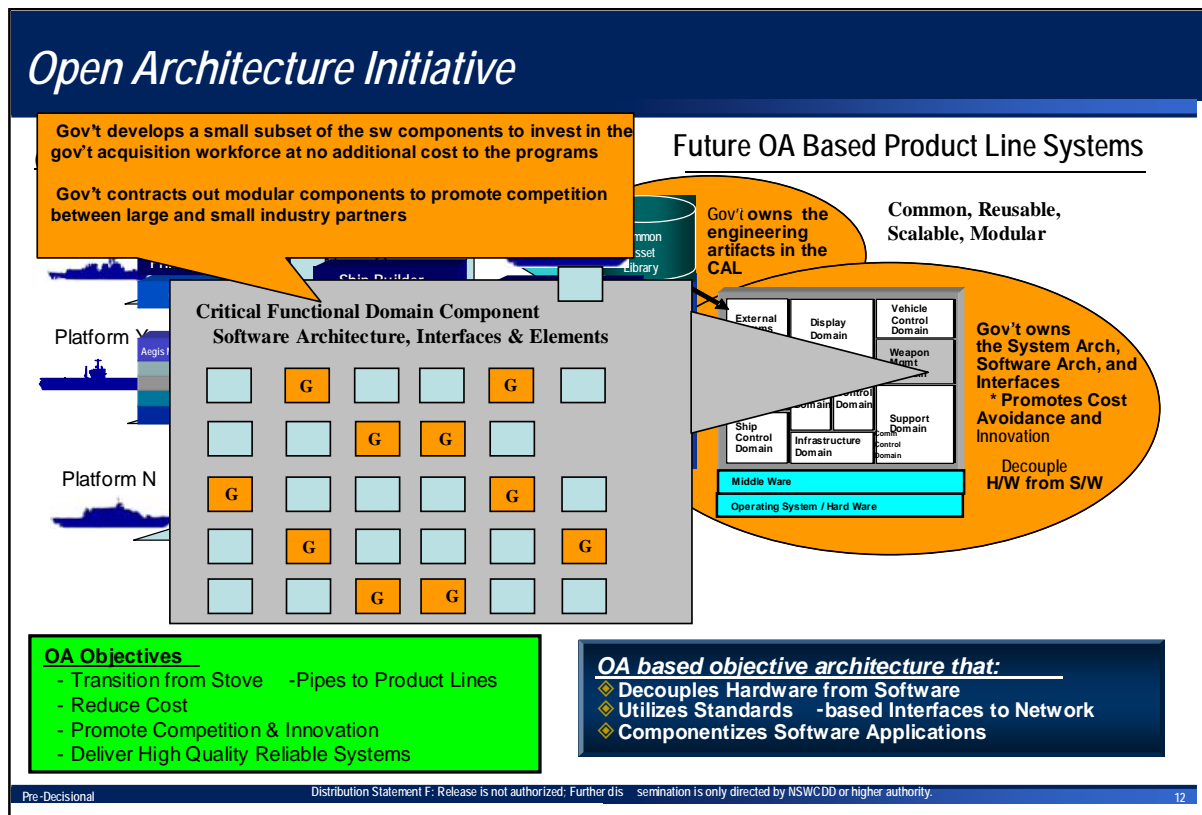 Open Architecture Initiative
Gov't develops a small subset of the sw components to invest in the
gov't acquisition workforce at no additional cost to the programs
Gov't contracts out modular components to promote competition
between large and small industry partners
Future OA Based Product Line Systems
Common, Reusable,
Scalable, Modular
Gov't owns the
engineering
artifacts in the
CAL
Library
Ship Builder
Platform
Aegis
Platform N
Critical Functional Domain Component
Software Architecture, Interfaces & Elements
G G
G G
G G
G G
G G
External
Display
Domain
Vehicle
Control
Domain
Weapon
Mgmt
Ship
Control
Domain
Domain
Infrastructure
Domain
Support
Domain
Comm
Control
Domain
Middle Ware
Operating System / Hard Ware
Gov't owns
the System Arch,
Software Arch, and
Interfaces
* Promotes Cost
Avoidance and
Innovation
Decouple
H/W from S/W
OA Objectives
- Transition from Stove -Pipes to Product Lines
- Reduce Cost
- Promote Competition & Innovation
- Deliver High Quality Reliable Systems
OA based objective architecture that:
Decouples Hardware from Software
Utilizes Standards -based Interfaces to Network
Componentizes Software Applications
Pre-Decisional
Distribution Statement F: Release is not authorized; Further dis semination is only directed by NSWCDD or higher authority.
12